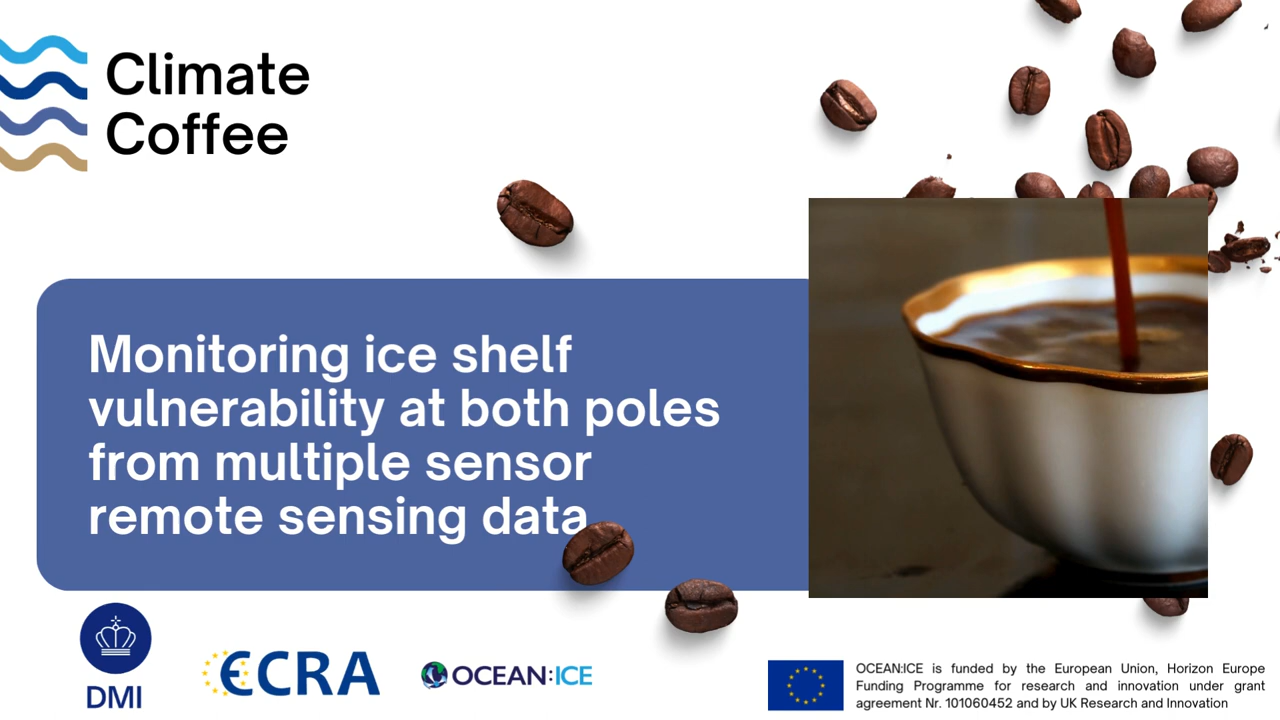 Climate
Coffee
Monitoring ice shelf
vulnerability at both poles
from multiple sensor
remote sensing data
DMI
ECRA
OCEAN:ICE
OCEAN:ICE is funded by the European Union, Horizon Europe
Funding Programme for research and innovation under grant
agreement Nr. 101060452 and by UK Research and Innovation